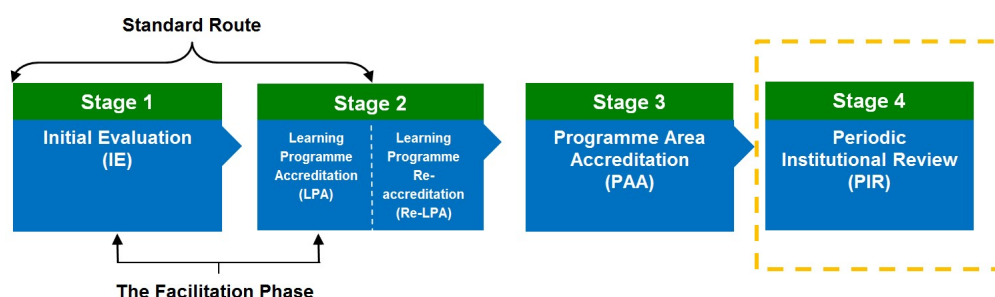 Standard Route
Stage 1
Initial Evaluation
(IE)
Stage 2
Learning
Programme
Accreditation
(LPA)
Learning
Programme
Re-
accreditation
(Re-LPA)
Stage 3
Programme Area
Accreditation
(PAA)
Stage 4
Periodic
Institutional Review
(PIR)
The Facilitation Phase